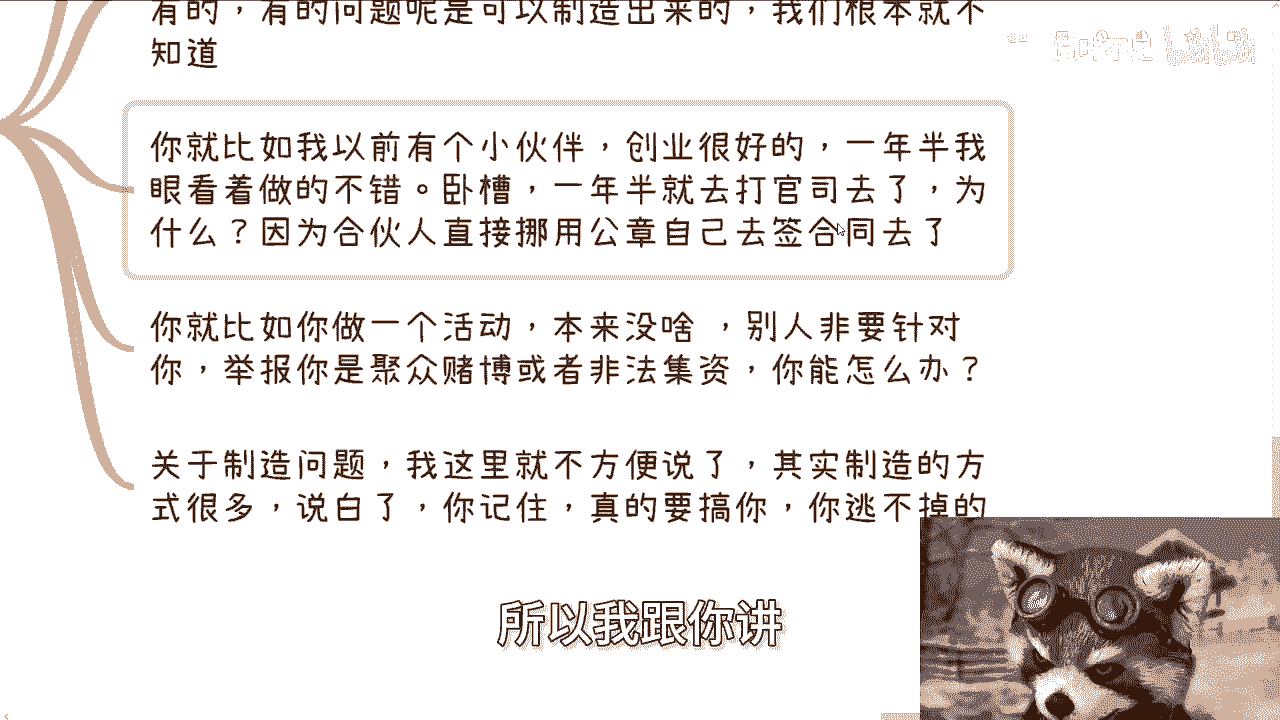 有的，有的问题呢是可以制造出来的，我们根本就不
知道
你就比如我以前有个小伙伴，创业很好的，一年半我
眼看着做的不错。卧槽，一年半就去打官司去了，为
什么？因为合伙人直接挪用公章自己去签合同去了
你就比如你做一个活动，本来没啥 ，别人非要针对
你，举报你是聚众赌博或者非法集资，你能怎么办？
关于制造问题，我这里就不方便说了，其实制造的方
式很多，说白了，你记住，真的要搞你，你逃不掉的
所以我跟你讲